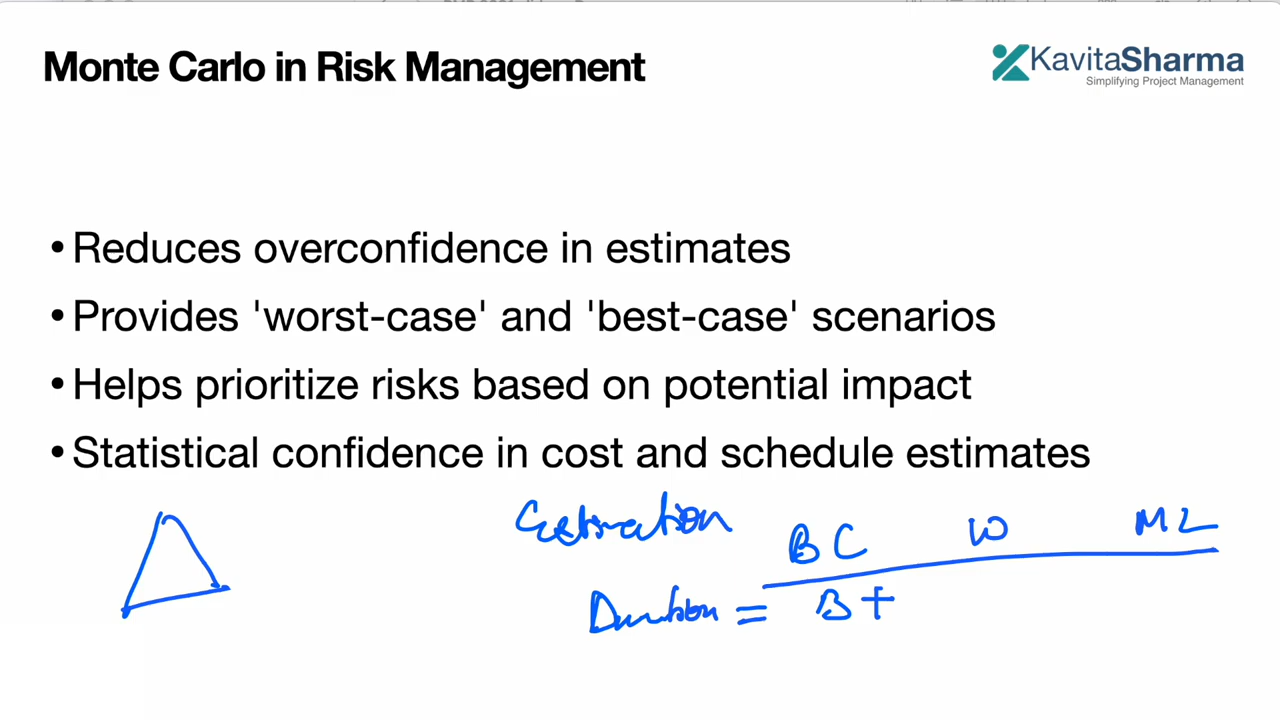 Monte Carlo in Risk Management
KavitaSharma
Simplifying Project Management
• Reduces overconfidence in estimates
• Provides 'worst-case' and 'best-case' scenarios
• Helps prioritize risks based on potential impact
• Statistical confidence in cost and schedule estimates
Estimation
BC W ML
Duration = B +